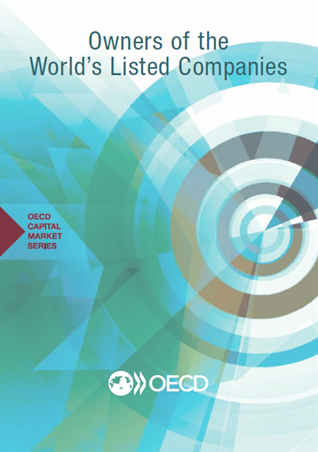 Owners of the
World's Listed Companies
OECD
CAPITAL
MARKET
SERIES
OECD